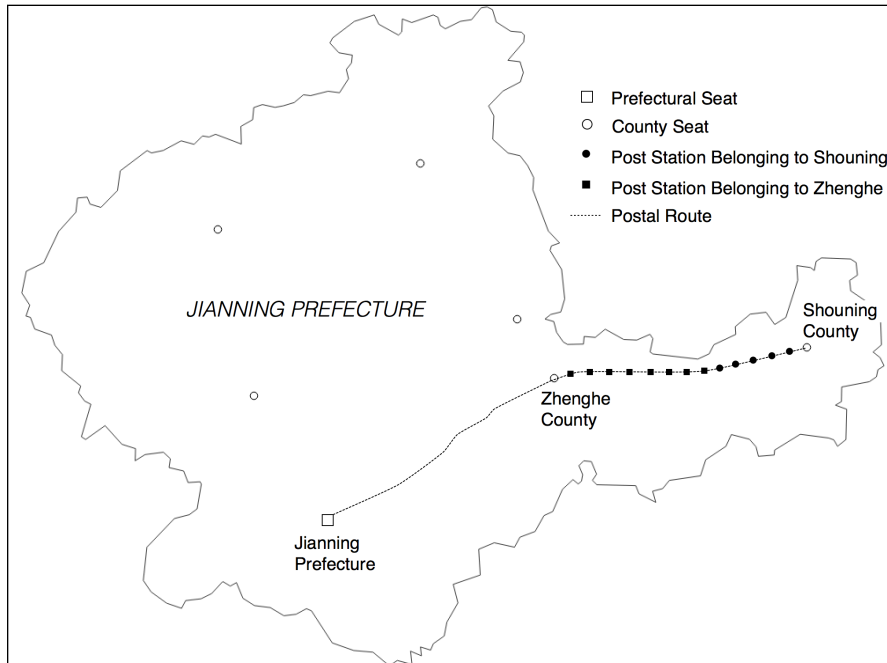 Prefectural Seat
County Seat
Post Station Belonging to Shouning
Post Station Belonging to Zhenghe
Postal Route
JIANNING PREFECTURE
Shouning
County
Zhenghe
County
Jianning
Prefecture